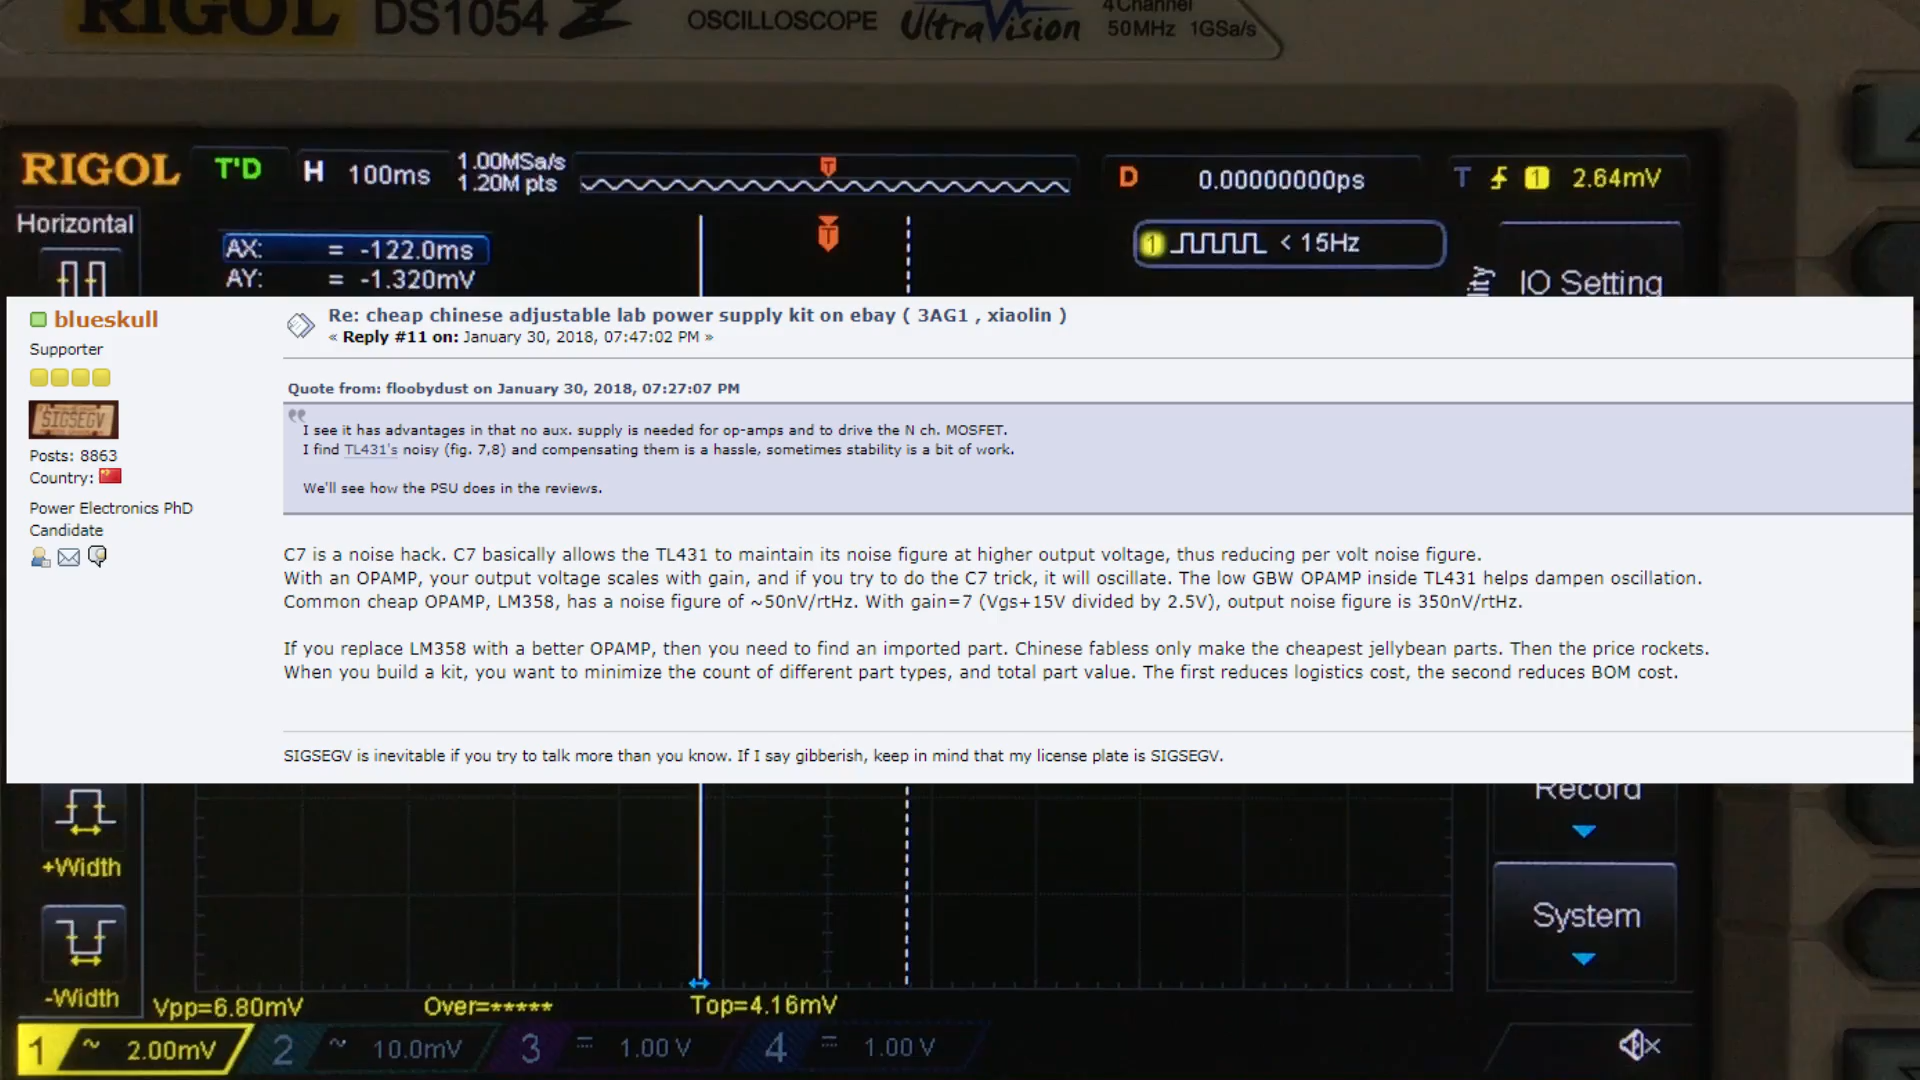 RIGOL DS1054Z OSCILLOSCOPE UltraVision 4 Channel
50MHz 1GSa/s
RIGOL T'D H 100ms 1.00MSa/s
1.20M pts
T
D 0.00000000ps T 1 2.64mV
Horizontal
T
AX: = -122.0ms
AY: = -1.320mV
1 < 15Hz
IO Setting
blueskull
Supporter
SIGSEGV
Posts: 8863
Country:
Power Electronics PhD
Candidate
Re: cheap chinese adjustable lab power supply kit on ebay ( 3AG1 , xiaolin )
« Reply #11 on: January 30, 2018, 07:47:02 PM »
Quote from: floobydust on January 30, 2018, 07:27:07 PM
I see it has advantages in that no aux. supply is needed for op-amps and to drive the N ch. MOSFET.
I find TL431's noisy (fig. 7,8) and compensating them is a hassle, sometimes stability is a bit of work.
We'll see how the PSU does in the reviews.
C7 is a noise hack. C7 basically allows the TL431 to maintain its noise figure at higher output voltage, thus reducing per volt noise figure.
With an OPAMP, your output voltage scales with gain, and if you try to do the C7 trick, it will oscillate. The low GBW OPAMP inside TL431 helps dampen oscillation.
Common cheap OPAMP, LM358, has a noise figure of ~50nV/rtHz. With gain=7 (Vgs+15V divided by 2.5V), output noise figure is 350nV/rtHz.
If you replace LM358 with a better OPAMP, then you need to find an imported part. Chinese fabless only make the cheapest jellybean parts. Then the price rockets.
When you build a kit, you want to minimize the count of different part types, and total part value. The first reduces logistics cost, the second reduces BOM cost.
SIGSEGV is inevitable if you try to talk more than you know. If I say gibberish, keep in mind that my license plate is SIGSEGV.
Record
+Width
System
-Width
Vpp=6.80mV Over=***** Top=4.16mV
1 ~ 2.00mV 2 ~ 10.0mV 3 1.00 V 4 1.00 V